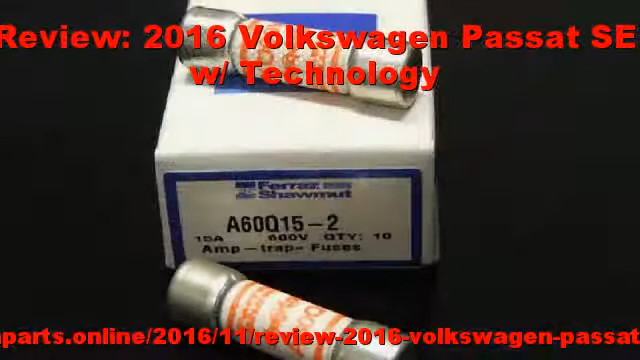 Review: 2016 Volkswagen Passat SE
w/ Technology
Ferraz
Shawmut
A60Q15-2
15A 600V QTY: 10
Amp-trap- Fuses
parts.online/2016/11/review-2016-volkswagen-passat